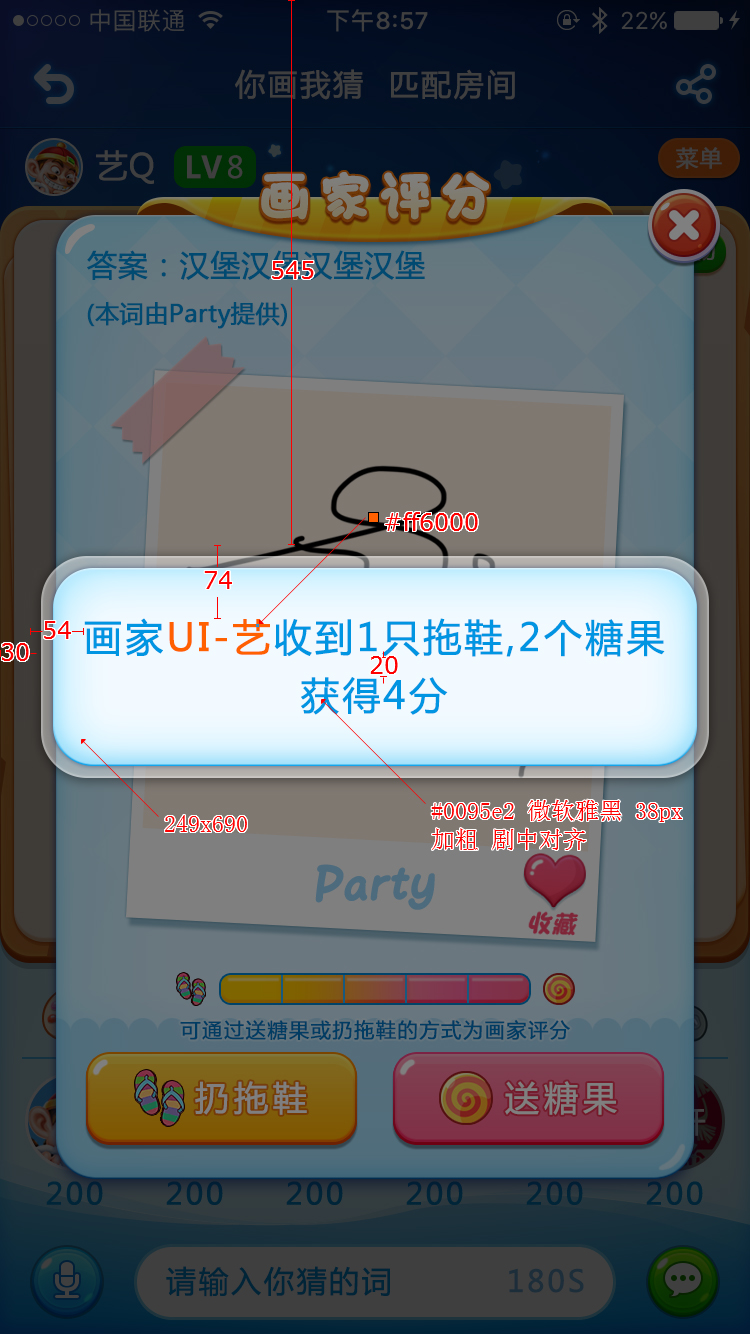 中国联通 下午8:57 22%
你画我猜 匹配房间
艺Q LV8 菜单
画家评分
答案：汉堡汉堡汉堡汉堡
545
(本词由Party提供)
#ff6000
74
54
30
画家UI-艺收到1只拖鞋,2个糖果
20
获得4分
249x690
#0095e2 微软雅黑 38px
加粗 剧中对齐
Party
收藏
可通过送糖果或扔拖鞋的方式为画家评分
扔拖鞋 送糖果
200 200 200 200 200 200
请输入你猜的词 180S